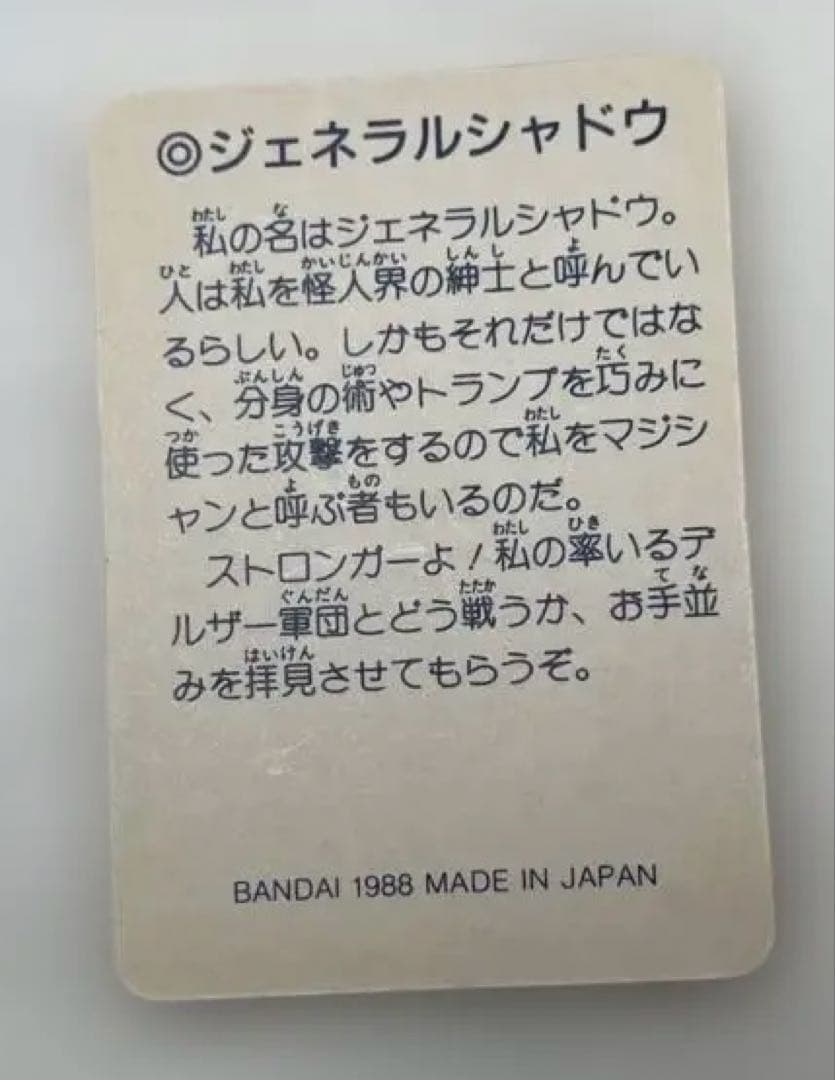 ◎ジェネラルシャドウ
私の名はジェネラルシャドウ。
人は私を怪人界の紳士と呼んでい
るらしい。しかもそれだけではな
く、分身の術やトランプを巧みに
使った攻撃をするので私をマジシ
ャンと呼ぶ者もいるのだ。
ストロンガーよ!私の率いるデ
ルザー軍団とどう戦うか、お手並
みを拝見させてもらうぞ。
BANDAI 1988 MADE IN JAPAN